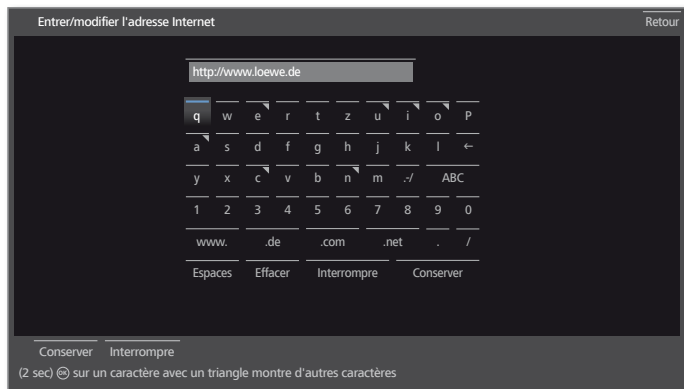 Entrer/modifier l'adresse Internet Retour
http://www.loewe.de
q w e r t z u i o P
a s d f g h j k l ←
y x c v b n m .-/ ABC
1 2 3 4 5 6 7 8 9 0
www. .de .com .net . /
Espaces Effacer Interrompre Conserver
Conserver Interrompre
(2 sec) OK sur un caractère avec un triangle montre d'autres caractères